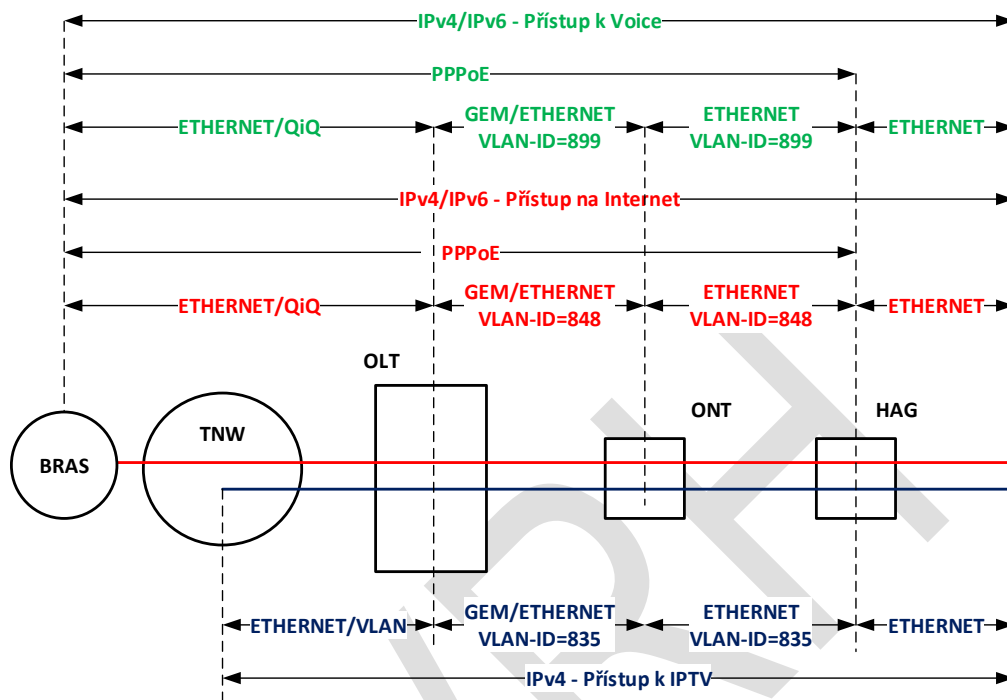 IPv4/IPv6 - Přístup k Voice
PPPoE
ETHERNET/QiQ
GEM/ETHERNET
VLAN-ID=899
ETHERNET
VLAN-ID=899
ETHERNET
IPv4/IPv6 - Přístup na Internet
PPPoE
ETHERNET/QiQ
GEM/ETHERNET
VLAN-ID=848
ETHERNET
VLAN-ID=848
ETHERNET
OLT
ONT
HAG
TNW
BRAS
ETHERNET/VLAN
GEM/ETHERNET
VLAN-ID=835
ETHERNET
VLAN-ID=835
ETHERNET
IPv4 - Přístup k IPTV